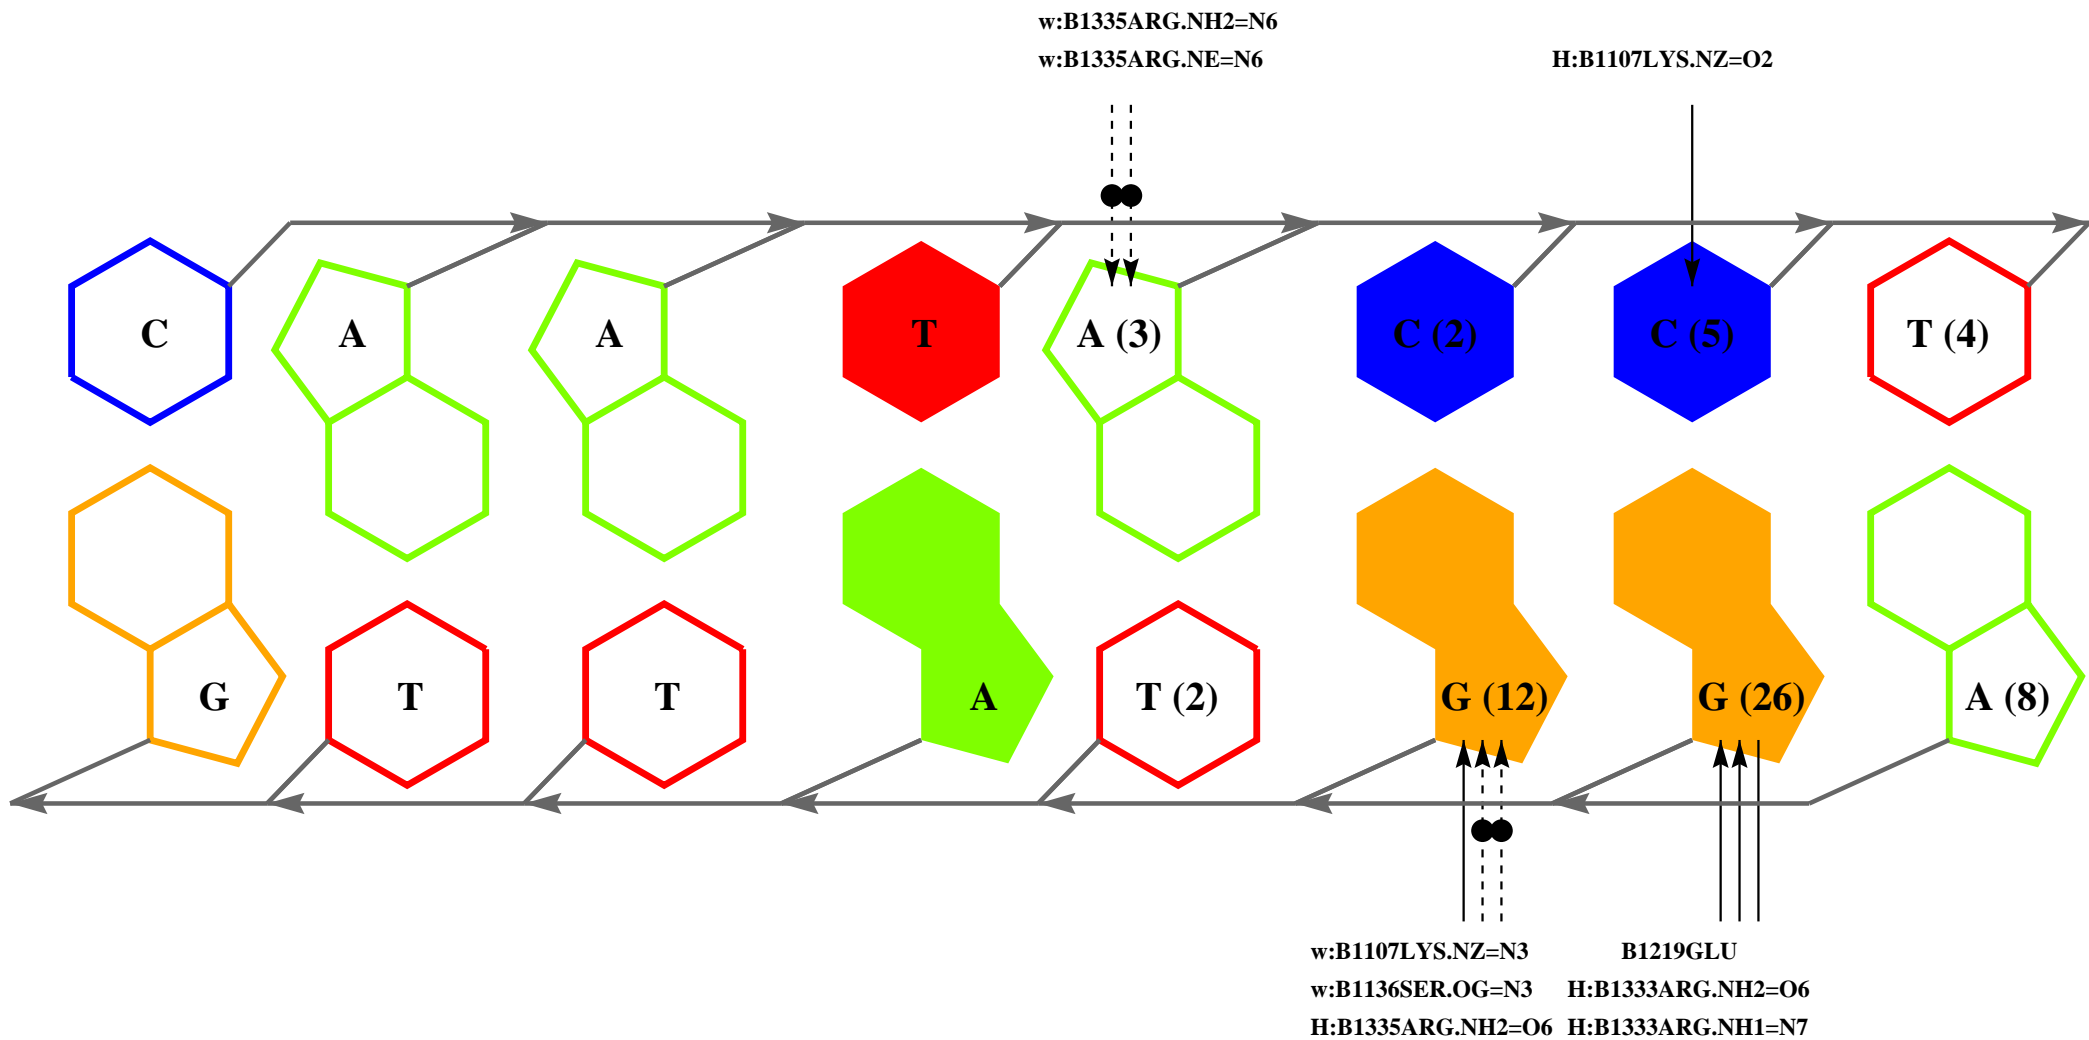 w:B1335ARG.NH2=N6
w:B1335ARG.NE=N6 H:B1107LYS.NZ=O2
C A A T A (3) C (2) C (5) T (4)
G T T A T (2) G (12) G (26) A (8)
w:B1107LYS.NZ=N3 B1219GLU
w:B1136SER.OG=N3 H:B1333ARG.NH2=O6
H:B1335ARG.NH2=O6 H:B1333ARG.NH1=N7